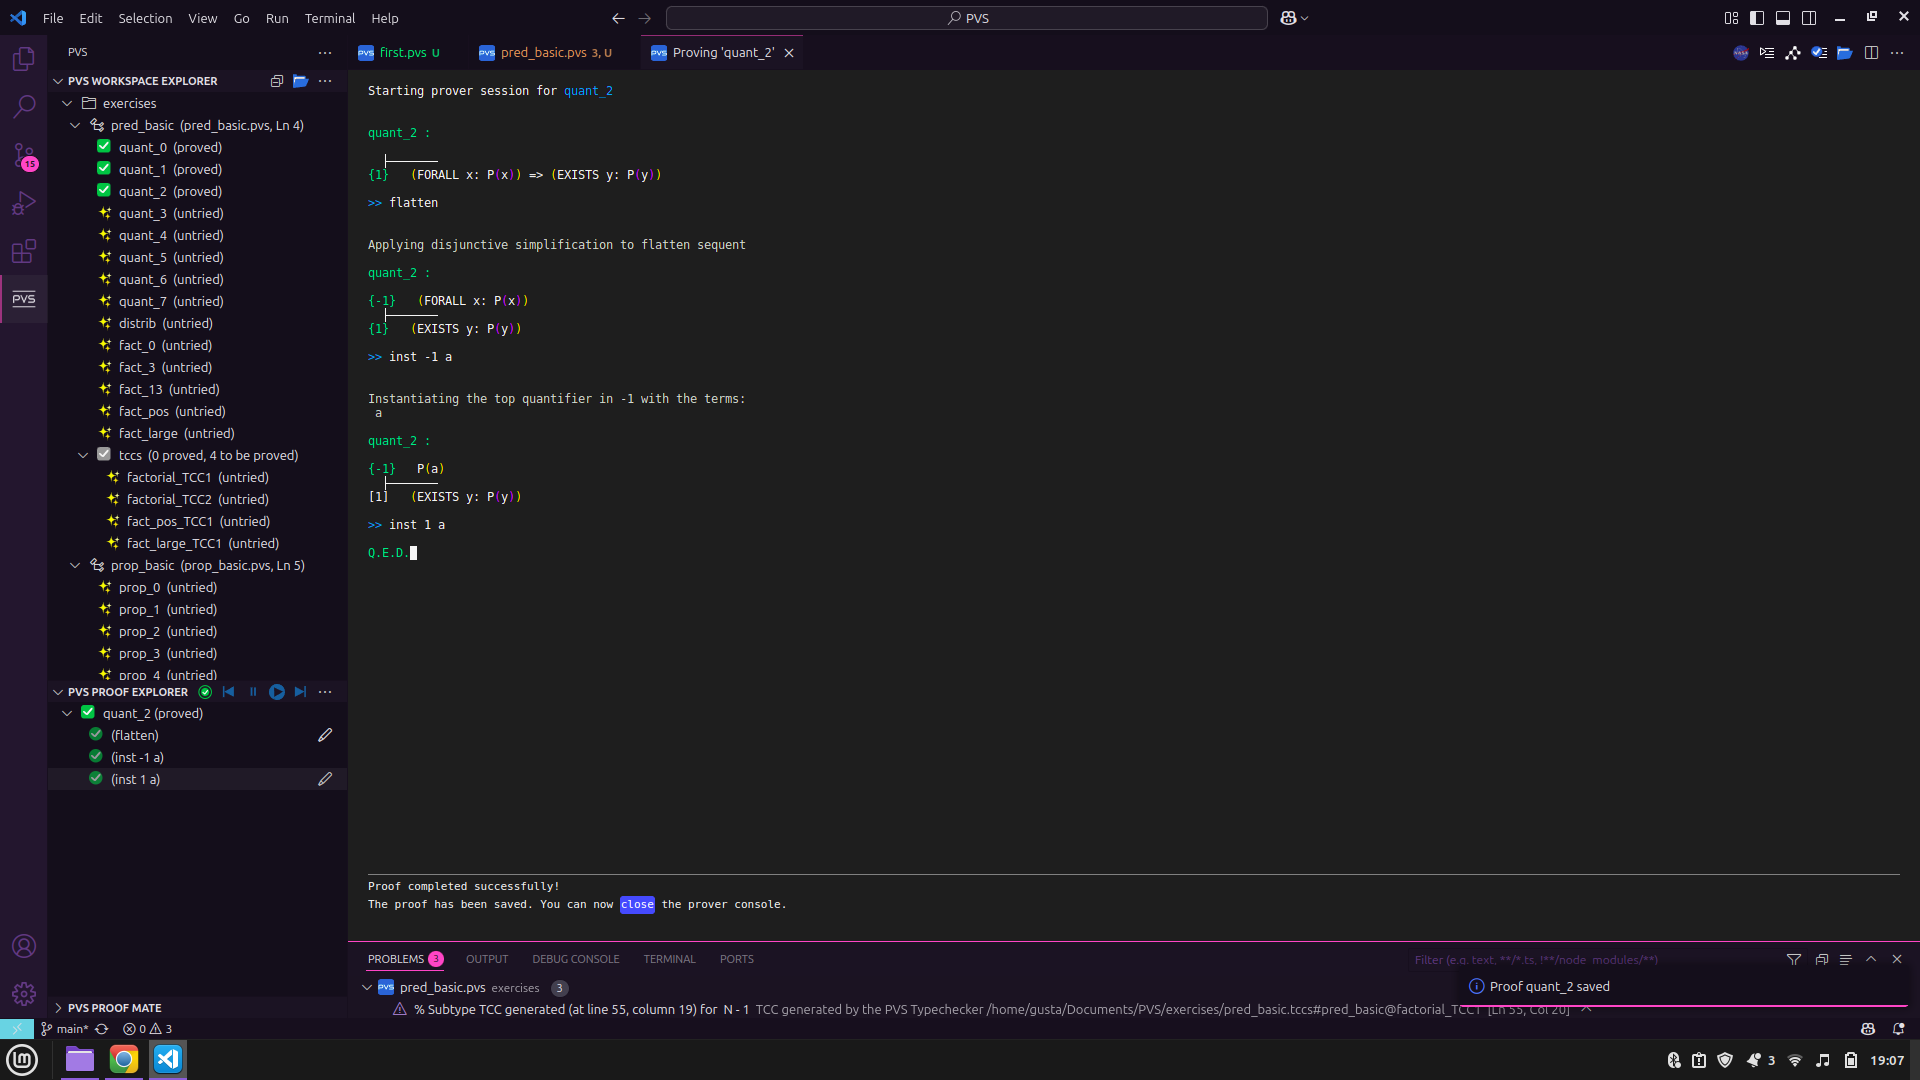 File Edit Selection View Go Run Terminal Help
PVS
PVS
first.pvs U
pred_basic.pvs 3, U
Proving 'quant_2'
PVS WORKSPACE EXPLORER
exercises
pred_basic (pred_basic.pvs, Ln 4)
quant_0 (proved)
quant_1 (proved)
quant_2 (proved)
quant_3 (untried)
quant_4 (untried)
quant_5 (untried)
quant_6 (untried)
quant_7 (untried)
distrib (untried)
fact_0 (untried)
fact_3 (untried)
fact_13 (untried)
fact_pos (untried)
fact_large (untried)
tccs (0 proved, 4 to be proved)
factorial_TCC1 (untried)
factorial_TCC2 (untried)
fact_pos_TCC1 (untried)
fact_large_TCC1 (untried)
prop_basic (prop_basic.pvs, Ln 5)
prop_0 (untried)
prop_1 (untried)
prop_2 (untried)
prop_3 (untried)
prop_4 (untried)
15
PVS
PVS PROOF EXPLORER
quant_2 (proved)
(flatten)
(inst -1 a)
(inst 1 a)
PVS PROOF MATE
Starting prover session for quant_2
quant_2 :
{1} (FORALL x: P(x)) => (EXISTS y: P(y))
>> flatten
Applying disjunctive simplification to flatten sequent
quant_2 :
{-1} (FORALL x: P(x))
{1} (EXISTS y: P(y))
>> inst -1 a
Instantiating the top quantifier in -1 with the terms:
a
quant_2 :
{-1} P(a)
[1] (EXISTS y: P(y))
>> inst 1 a
Q.E.D.
Proof completed successfully!
The proof has been saved. You can now close the prover console.
PROBLEMS 3 OUTPUT DEBUG CONSOLE TERMINAL PORTS
Filter (e.g. text, **/*.ts, !**/node_modules/**)
pred_basic.pvs exercises 3
% Subtype TCC generated (at line 55, column 19) for N - 1 TCC generated by the PVS Typechecker /home/gusta/Documents/PVS/exercises/pred_basic.tccs#pred_basic@factorial_TCC1 [Ln 55, Col 20]
Proof quant_2 saved
main* 0 3
3 19:07